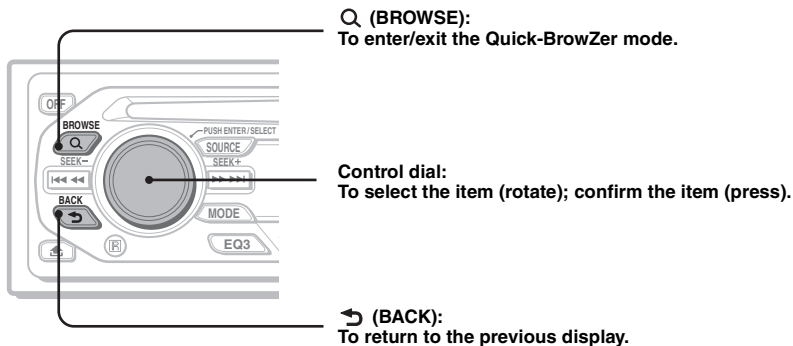 (BROWSE):
To enter/exit the Quick-BrowZer mode.
OFF
BROWSE
PUSH ENTER/SELECT
SOURCE
SEEK–
SEEK+
Control dial:
To select the item (rotate); confirm the item (press).
BACK
MODE
R
EQ3
(BACK):
To return to the previous display.